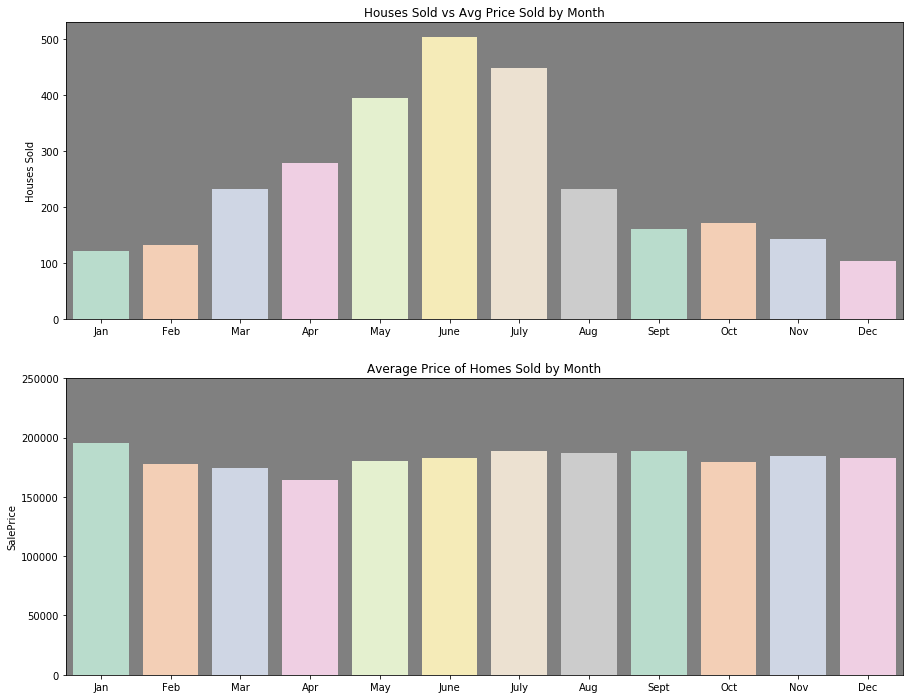 Houses Sold vs Avg Price Sold by Month
500
400
300
200
100
0
Houses Sold
Jan Feb Mar Apr May June July Aug Sept Oct Nov Dec
Average Price of Homes Sold by Month
250000
200000
150000
100000
50000
0
SalePrice
Jan Feb Mar Apr May June July Aug Sept Oct Nov Dec